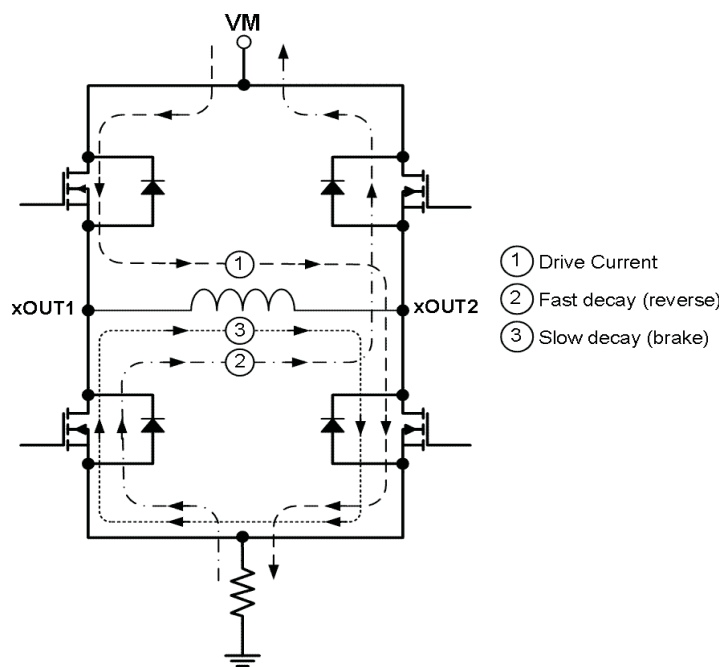 VM
1
xOUT1
xOUT2
3
2
1 Drive Current
2 Fast decay (reverse)
3 Slow decay (brake)